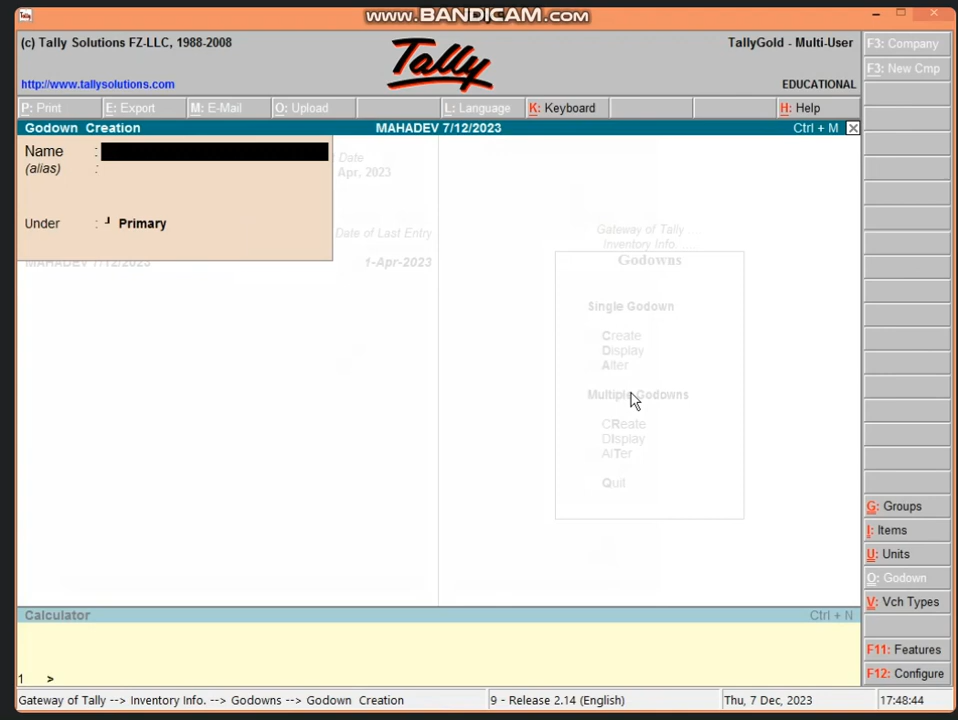 www.BANDICAM.com
(c) Tally Solutions FZ-LLC, 1988-2008
Tally
TallyGold - Multi-User
http://www.tallysolutions.com
EDUCATIONAL
P: Print
E: Export
M: E-Mail
O: Upload
L: Language
K: Keyboard
H: Help
Godown Creation
MAHADEV 7/12/2023
Ctrl + M
Name :
(alias) :
Under : ┘ Primary
Date
Apr, 2023
Date of Last Entry
MAHADEV 7/12/2023
1-Apr-2023
Gateway of Tally ....
Inventory Info.....
Godowns
Single Godown
Create
Display
Alter
Multiple Godowns
CReate
DIsplay
AlTer
Quit
F3: Company
F3: New Cmp
G: Groups
I: Items
U: Units
O: Godown
V: Vch Types
F11: Features
F12: Configure
Calculator
Ctrl + N
1 >
Gateway of Tally --> Inventory Info. --> Godowns --> Godown Creation
9 - Release 2.14 (English)
Thu, 7 Dec, 2023
17:48:44